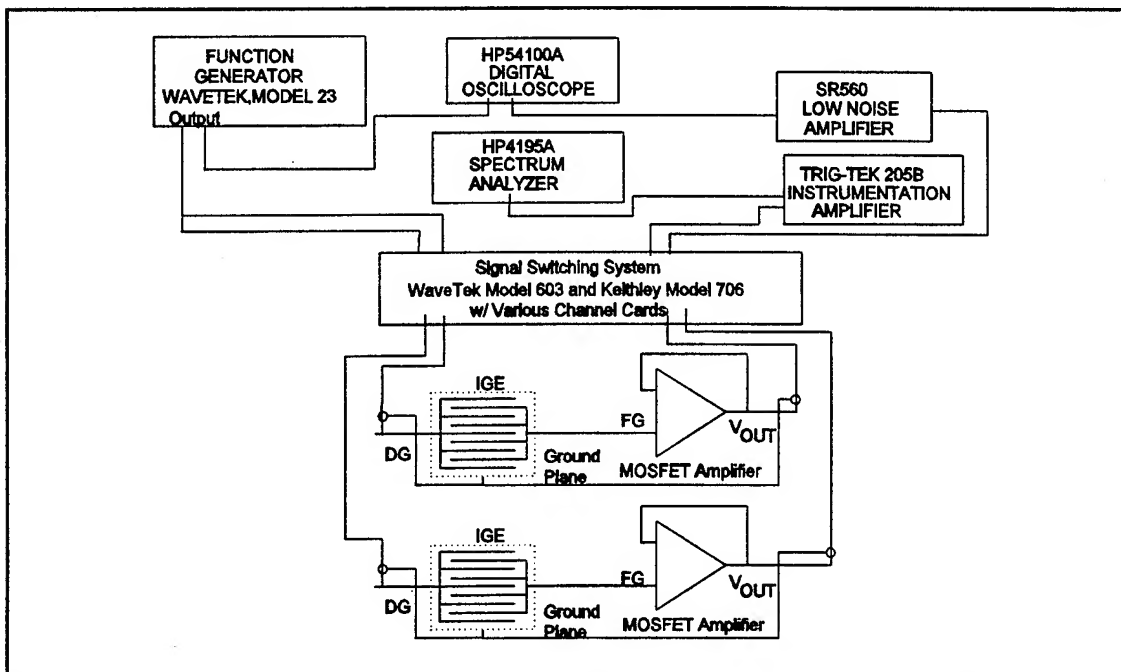 FUNCTION
GENERATOR
WAVETEK,MODEL 23
Output
HP54100A
DIGITAL
OSCILLOSCOPE
SR560
LOW NOISE
AMPLIFIER
HP4195A
SPECTRUM
ANALYZER
TRIG-TEK 205B
INSTRUMENTATION
AMPLIFIER
Signal Switching System
WaveTek Model 603 and Keithley Model 706
w/ Various Channel Cards
IGE
FG
VOUT
DG
Ground
Plane
MOSFET Amplifier
IGE
FG
VOUT
DG
Ground
Plane
MOSFET Amplifier